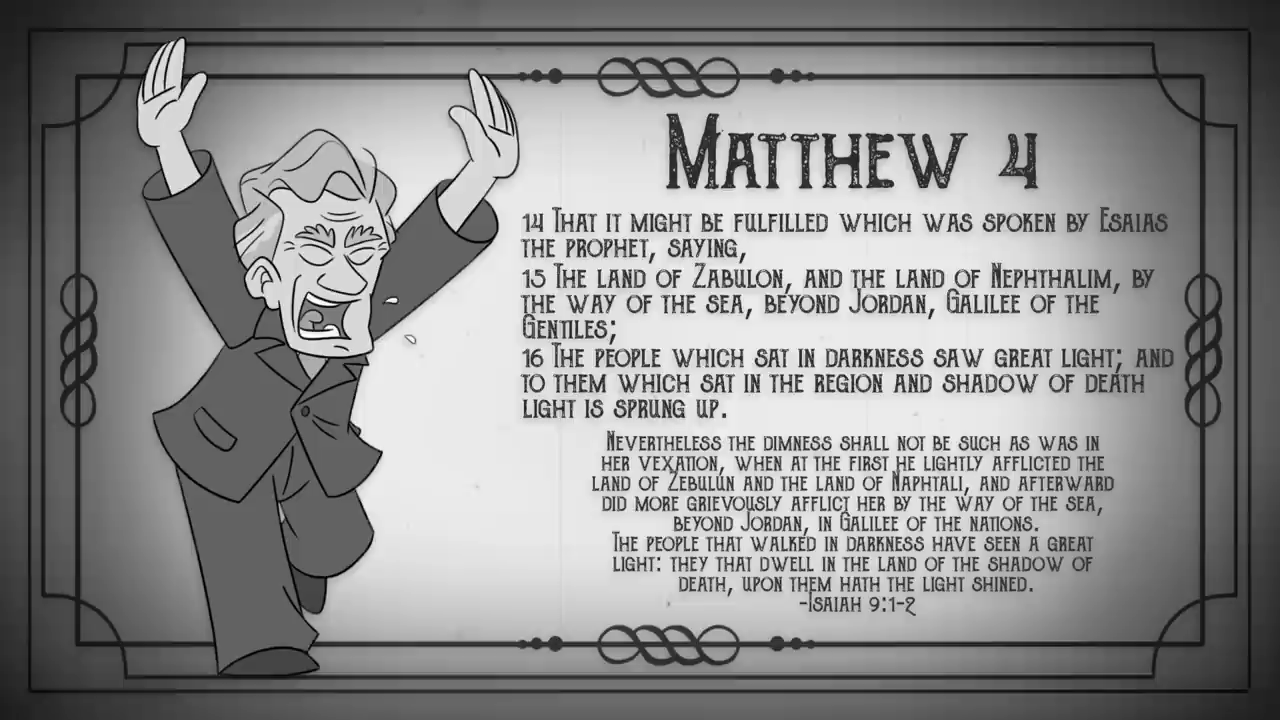 Matthew 4
14 That it might be fulfilled which was spoken by Esaias
the prophet, saying,
15 The land of Zabulon, and the land of Nephthalim, by
the way of the sea, beyond Jordan, Galilee of the
Gentiles;
16 The people which sat in darkness saw great light; and
to them which sat in the region and shadow of death
light is sprung up.
Nevertheless the dimness shall not be such as was in
her vexation, when at the first he lightly afflicted the
land of Zebulun and the land of Naphtali, and afterward
did more grievously afflict her by the way of the sea,
beyond Jordan, in Galilee of the nations.
The people that walked in darkness have seen a great
light: they that dwell in the land of the shadow of
death, upon them hath the light shined.
-Isaiah 9:1-2